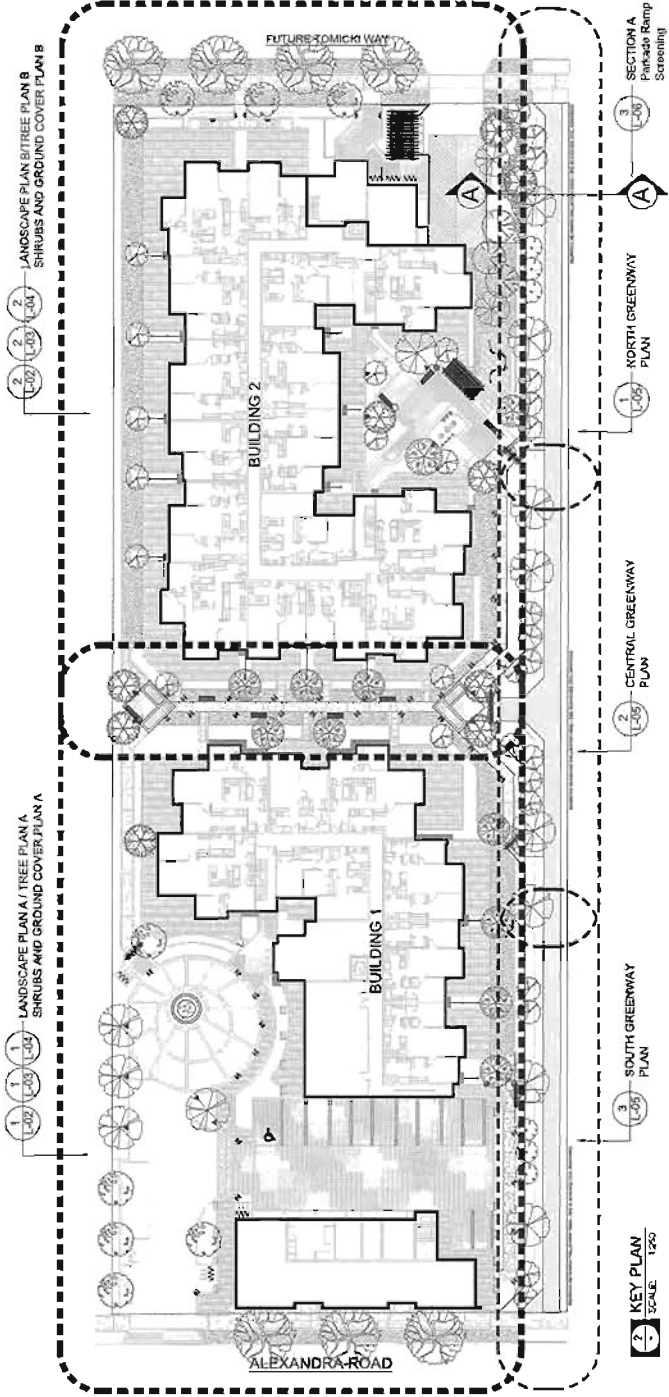 FUTURE TOMICKI WAY
2
L-02
2
L-03
2
L-04
LANDSCAPE PLAN B/TREE PLAN B
SHRUBS AND GROUND COVER PLAN B
1
L-02
1
L-03
1
L-04
LANDSCAPE PLAN A / TREE PLAN A
SHRUBS AND GROUND COVER PLAN A
BUILDING 2
BUILDING 1
A
A
3
L-06
SECTION A
Parkade Ramp
Screening
1
L-05
NORTH GREENWAY
PLAN
2
L-05
CENTRAL GREENWAY
PLAN
3
L-05
SOUTH GREENWAY
PLAN
ALEXANDRA ROAD
2
KEY PLAN
SCALE 1:250